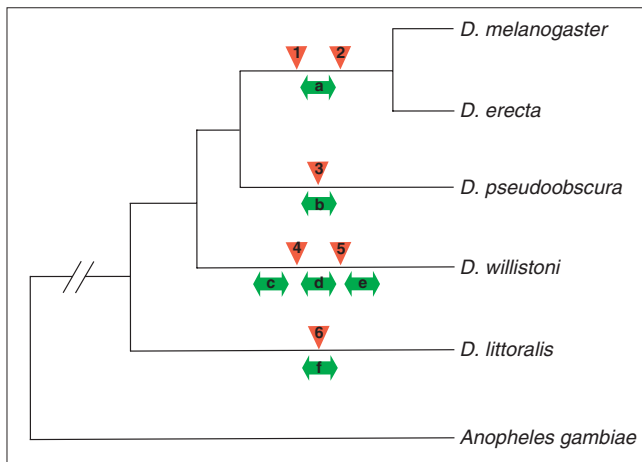 D. melanogaster
1 2
a
D. erecta
3
D. pseudoobscura
b
4 5
D. willistoni
c d e
6
D. littoralis
f
Anopheles gambiae